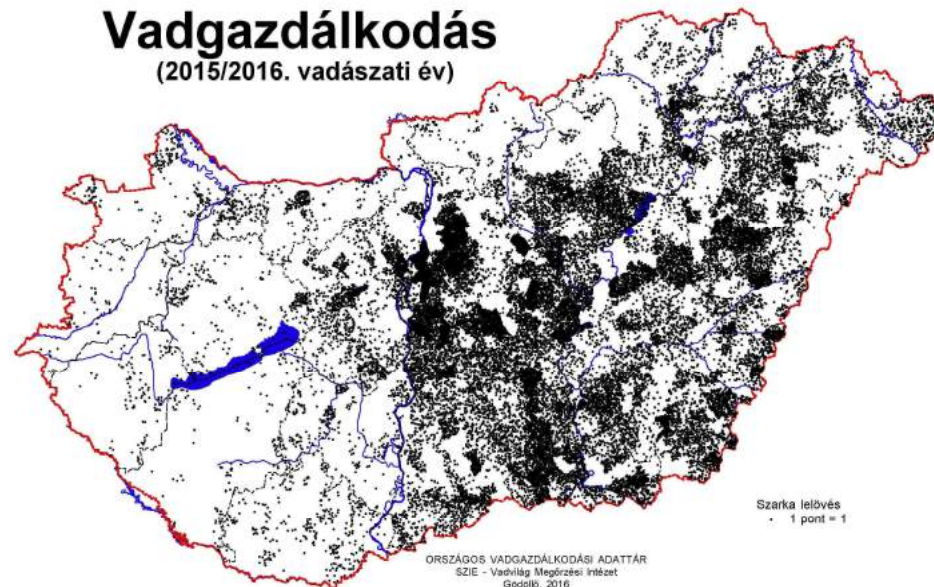 Vadgazdálkodás
(2015/2016. vadászati év)
Szarka lelövés
1 pont = 1
ORSZÁGOS VADGAZDÁLKODÁSI ADATTÁR
SZIE - Vadvilág Megőrzési Intézet
Gödöllő, 2016